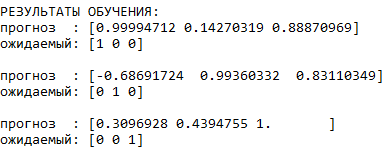 РЕЗУЛЬТАТЫ ОБУЧЕНИЯ:
прогноз  : [0.99994712 0.14270319 0.88870969]
ожидаемый: [1 0 0]
прогноз  : [-0.68691724  0.99360332  0.83110349]
ожидаемый: [0 1 0]
прогноз  : [0.3096928 0.4394755 1.       ]
ожидаемый: [0 0 1]